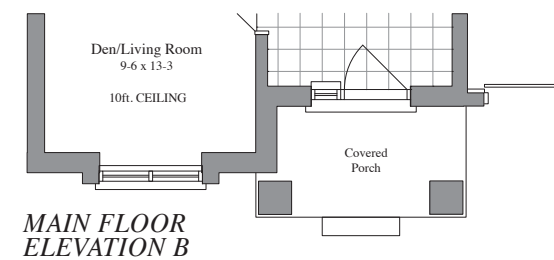 Den/Living Room
9-6 x 13-3
10ft. CEILING
Covered
Porch
MAIN FLOOR
ELEVATION B